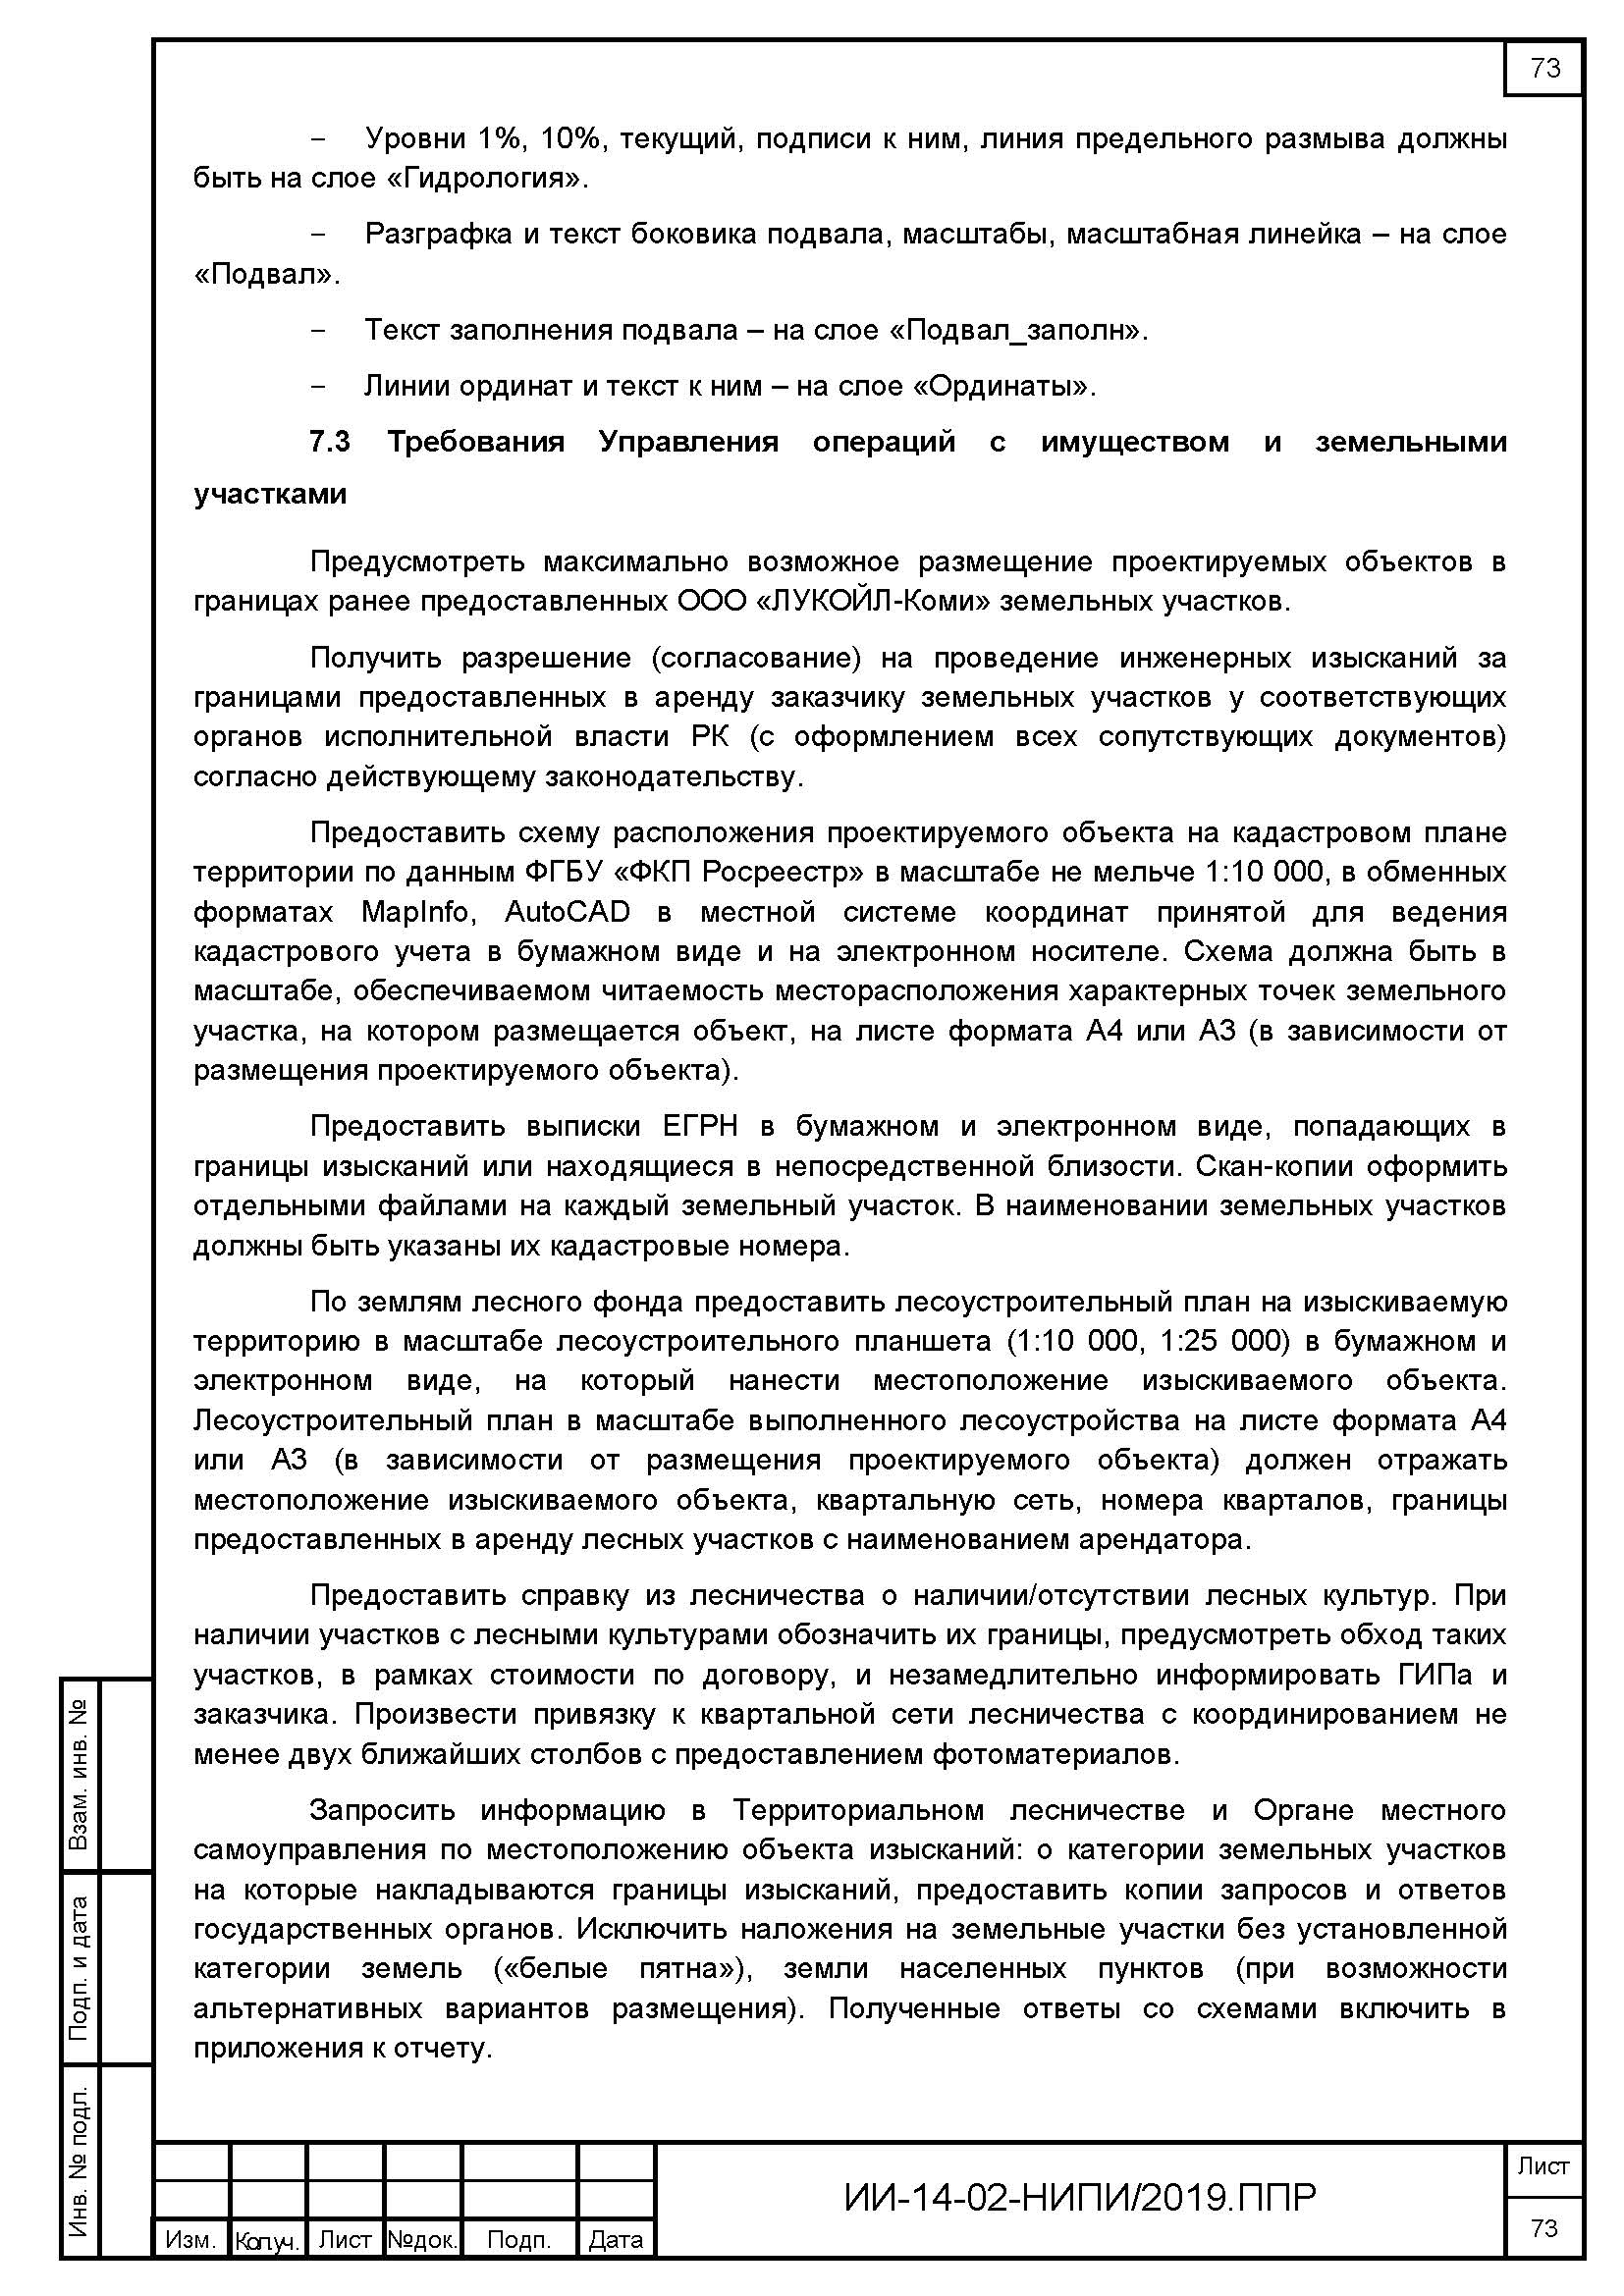 73
– Уровни 1%, 10%, текущий, подписи к ним, линия предельного размыва должны
быть на слое «Гидрология».
– Разграфка и текст боковика подвала, масштабы, масштабная линейка – на слое
«Подвал».
– Текст заполнения подвала – на слое «Подвал_заполн».
– Линии ординат и текст к ним – на слое «Ординаты».
7.3 Требования Управления операций с имуществом и земельными
участками
Предусмотреть максимально возможное размещение проектируемых объектов в
границах ранее предоставленных ООО «ЛУКОЙЛ-Коми» земельных участков.
Получить разрешение (согласование) на проведение инженерных изысканий за
границами предоставленных в аренду заказчику земельных участков у соответствующих
органов исполнительной власти РК (с оформлением всех сопутствующих документов)
согласно действующему законодательству.
Предоставить схему расположения проектируемого объекта на кадастровом плане
территории по данным ФГБУ «ФКП Росреестр» в масштабе не мельче 1:10 000, в обменных
форматах MapInfo, AutoCAD в местной системе координат принятой для ведения
кадастрового учета в бумажном виде и на электронном носителе. Схема должна быть в
масштабе, обеспечиваемом читаемость месторасположения характерных точек земельного
участка, на котором размещается объект, на листе формата А4 или А3 (в зависимости от
размещения проектируемого объекта).
Предоставить выписки ЕГРН в бумажном и электронном виде, попадающих в
границы изысканий или находящиеся в непосредственной близости. Скан-копии оформить
отдельными файлами на каждый земельный участок. В наименовании земельных участков
должны быть указаны их кадастровые номера.
По землям лесного фонда предоставить лесоустроительный план на изыскиваемую
территорию в масштабе лесоустроительного планшета (1:10 000, 1:25 000) в бумажном и
электронном виде, на который нанести местоположение изыскиваемого объекта.
Лесоустроительный план в масштабе выполненного лесоустройства на листе формата А4
или А3 (в зависимости от размещения проектируемого объекта) должен отражать
местоположение изыскиваемого объекта, квартальную сеть, номера кварталов, границы
предоставленных в аренду лесных участков с наименованием арендатора.
Предоставить справку из лесничества о наличии/отсутствии лесных культур. При
наличии участков с лесными культурами обозначить их границы, предусмотреть обход таких
участков, в рамках стоимости по договору, и незамедлительно информировать ГИПа и
заказчика. Произвести привязку к квартальной сети лесничества с координированием не
менее двух ближайших столбов с предоставлением фотоматериалов.
Запросить информацию в Территориальном лесничестве и Органе местного
самоуправления по местоположению объекта изысканий: о категории земельных участков
на которые накладываются границы изысканий, предоставить копии запросов и ответов
государственных органов. Исключить наложения на земельные участки без установленной
категории земель («белые пятна»), земли населенных пунктов (при возможности
альтернативных вариантов размещения). Полученные ответы со схемами включить в
приложения к отчету.
Взам. инв. №
Подп. и дата
Инв. № подл.
Изм. Кол.уч. Лист №док. Подп. Дата
ИИ-14-02-НИПИ/2019.ППР
Лист
73